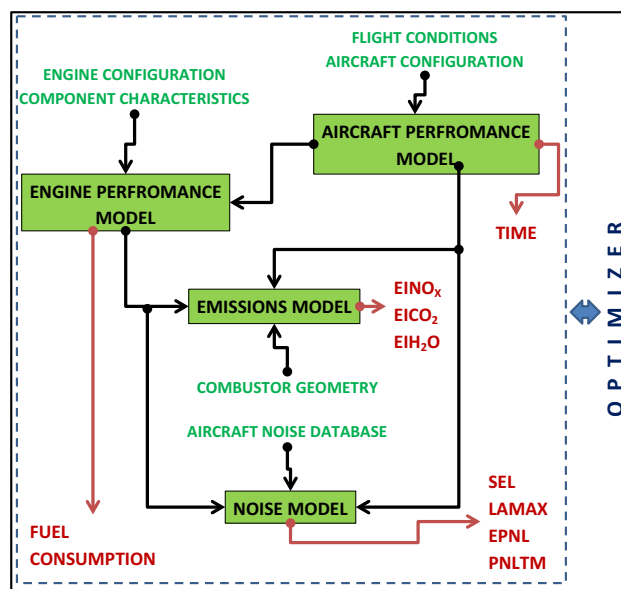 FLIGHT CONDITIONS
AIRCRAFT CONFIGURATION
ENGINE CONFIGURATION
COMPONENT CHARACTERISTICS
AIRCRAFT PERFROMANCE
MODEL
ENGINE PERFROMANCE
MODEL
TIME
EMISSIONS MODEL
EINOₓ
EICO₂
EIH₂O
COMBUSTOR GEOMETRY
AIRCRAFT NOISE DATABASE
NOISE MODEL
SEL
LAMAX
EPNL
PNLTM
FUEL
CONSUMPTION
OPTIMIZER